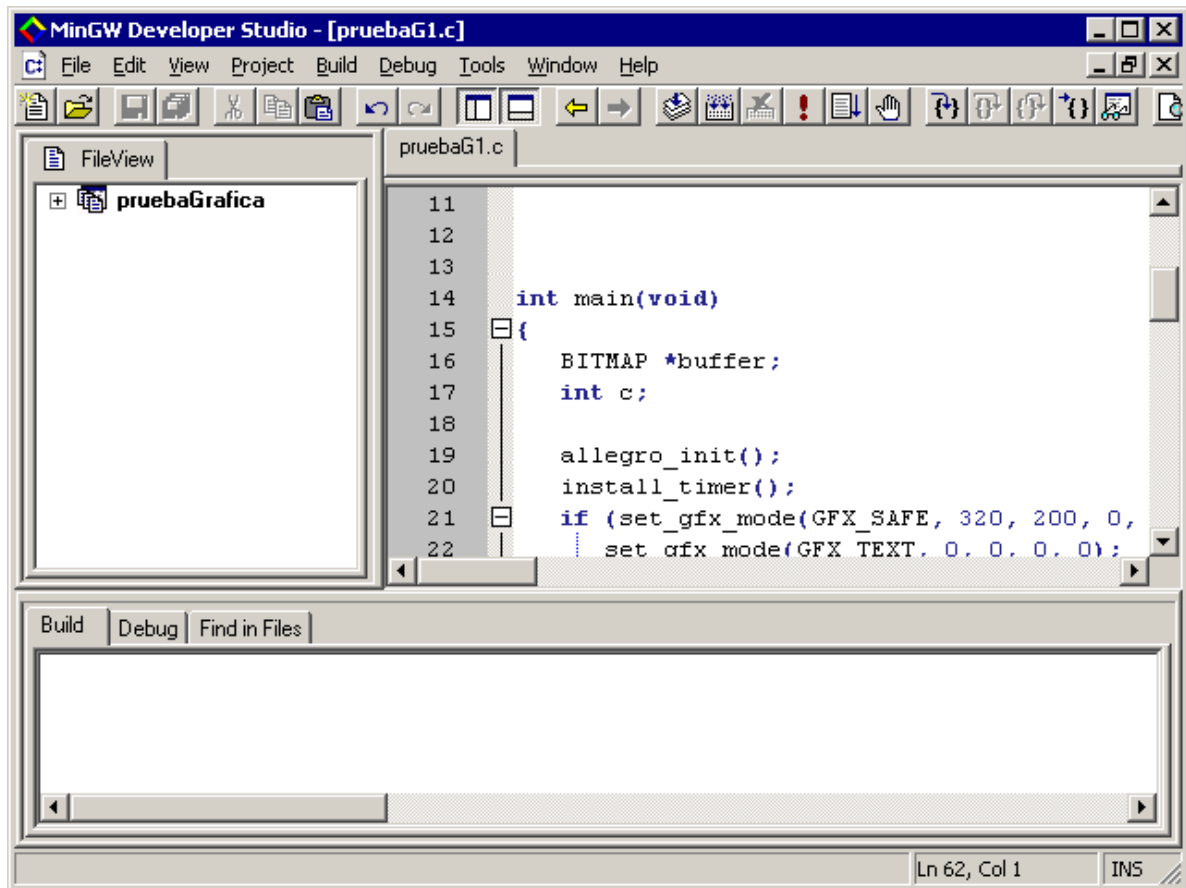 MinGW Developer Studio - [pruebaG1.c]
File Edit View Project Build Debug Tools Window Help
FileView
pruebaGrafica
pruebaG1.c
11
12
13
14 int main(void)
15 {
16 BITMAP *buffer;
17 int c;
18
19 allegro_init();
20 install_timer();
21 if (set_gfx_mode(GFX_SAFE, 320, 200, 0,
22 set_gfx_mode(GFX_TEXT, 0, 0, 0, 0);
Build Debug Find in Files
Ln 62, Col 1 INS